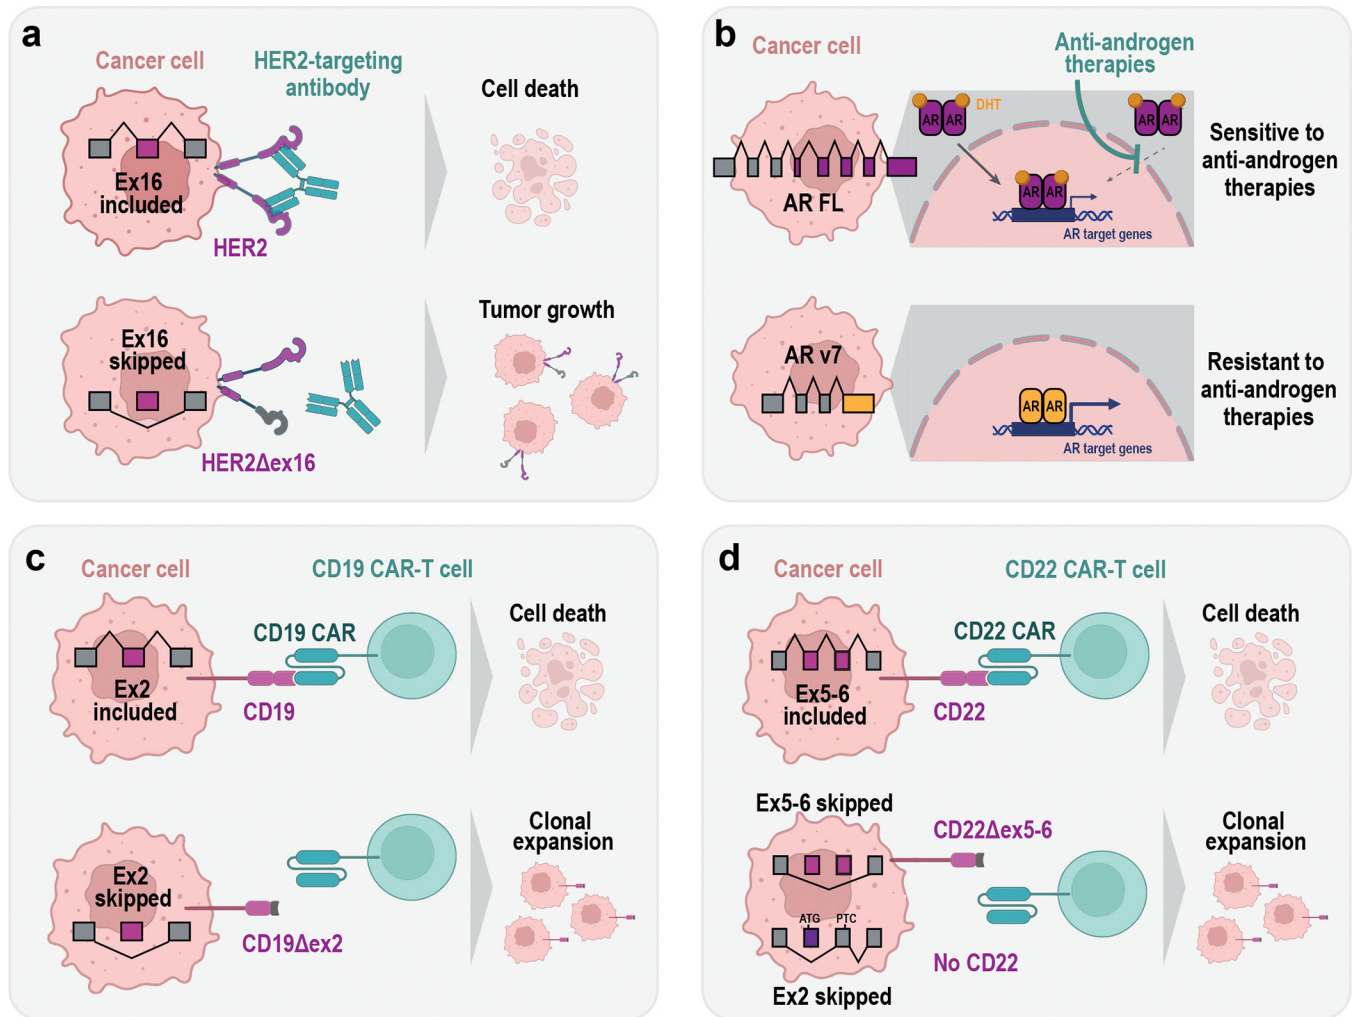 a
Cancer cell
HER2-targeting
antibody
Cell death
Ex16
included
HER2
Tumor growth
Ex16
skipped
HER2Δex16
b
Cancer cell
Anti-androgen
therapies
DHT
AR AR
AR AR
AR AR
AR FL
AR target genes
Sensitive to
anti-androgen
therapies
AR v7
AR AR
AR target genes
Resistant to
anti-androgen
therapies
c
Cancer cell
CD19 CAR-T cell
Cell death
CD19 CAR
Ex2
included
CD19
Clonal
expansion
Ex2
skipped
CD19Δex2
d
Cancer cell
CD22 CAR-T cell
Cell death
CD22 CAR
Ex5-6
included
CD22
Ex5-6 skipped
CD22Δex5-6
Clonal
expansion
ATG PTC
No CD22
Ex2 skipped